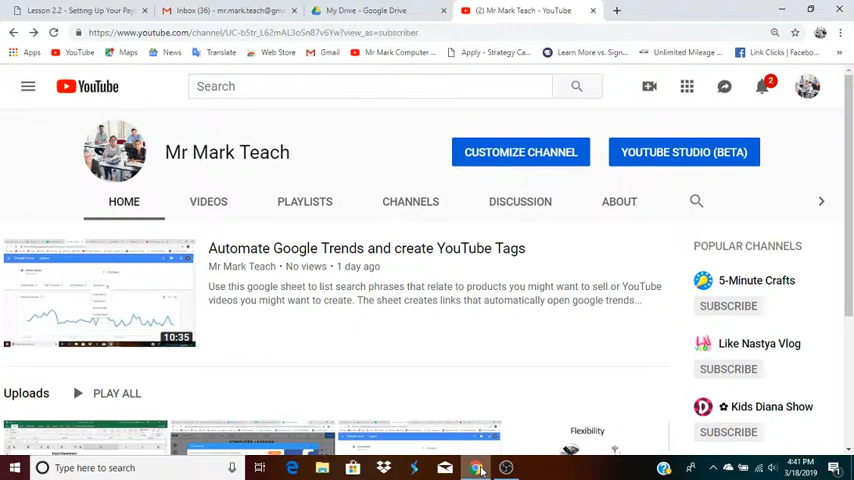 Lesson 2.2 - Setting Up Your Pay
Inbox (36) - mr.mark.teach@gma
My Drive - Google Drive
(2) Mr Mark Teach - YouTube
https://www.youtube.com/channel/UC-b5tr_L62mAL3oSn87v6Yw?view_as=subscriber
Apps
YouTube
Maps
News
Translate
Web Store
Gmail
Mr Mark Computer ...
Apply - Strategy Ca...
Learn More vs. Sign...
Unlimited Mileage ...
Link Clicks | Facebo...
YouTube
Search
2
Mr Mark Teach
CUSTOMIZE CHANNEL
YOUTUBE STUDIO (BETA)
HOME
VIDEOS
PLAYLISTS
CHANNELS
DISCUSSION
ABOUT
Automate Google Trends and create YouTube Tags
Mr Mark Teach • No views • 1 day ago
Use this google sheet to list search phrases that relate to products you might want to sell or YouTube
videos you might want to create. The sheet creates links that automatically open google trends...
10:35
POPULAR CHANNELS
5-Minute Crafts
SUBSCRIBE
Like Nastya Vlog
SUBSCRIBE
✿ Kids Diana Show
SUBSCRIBE
Uploads
PLAY ALL
Flexibility
Type here to search
4:41 PM
3/18/2019